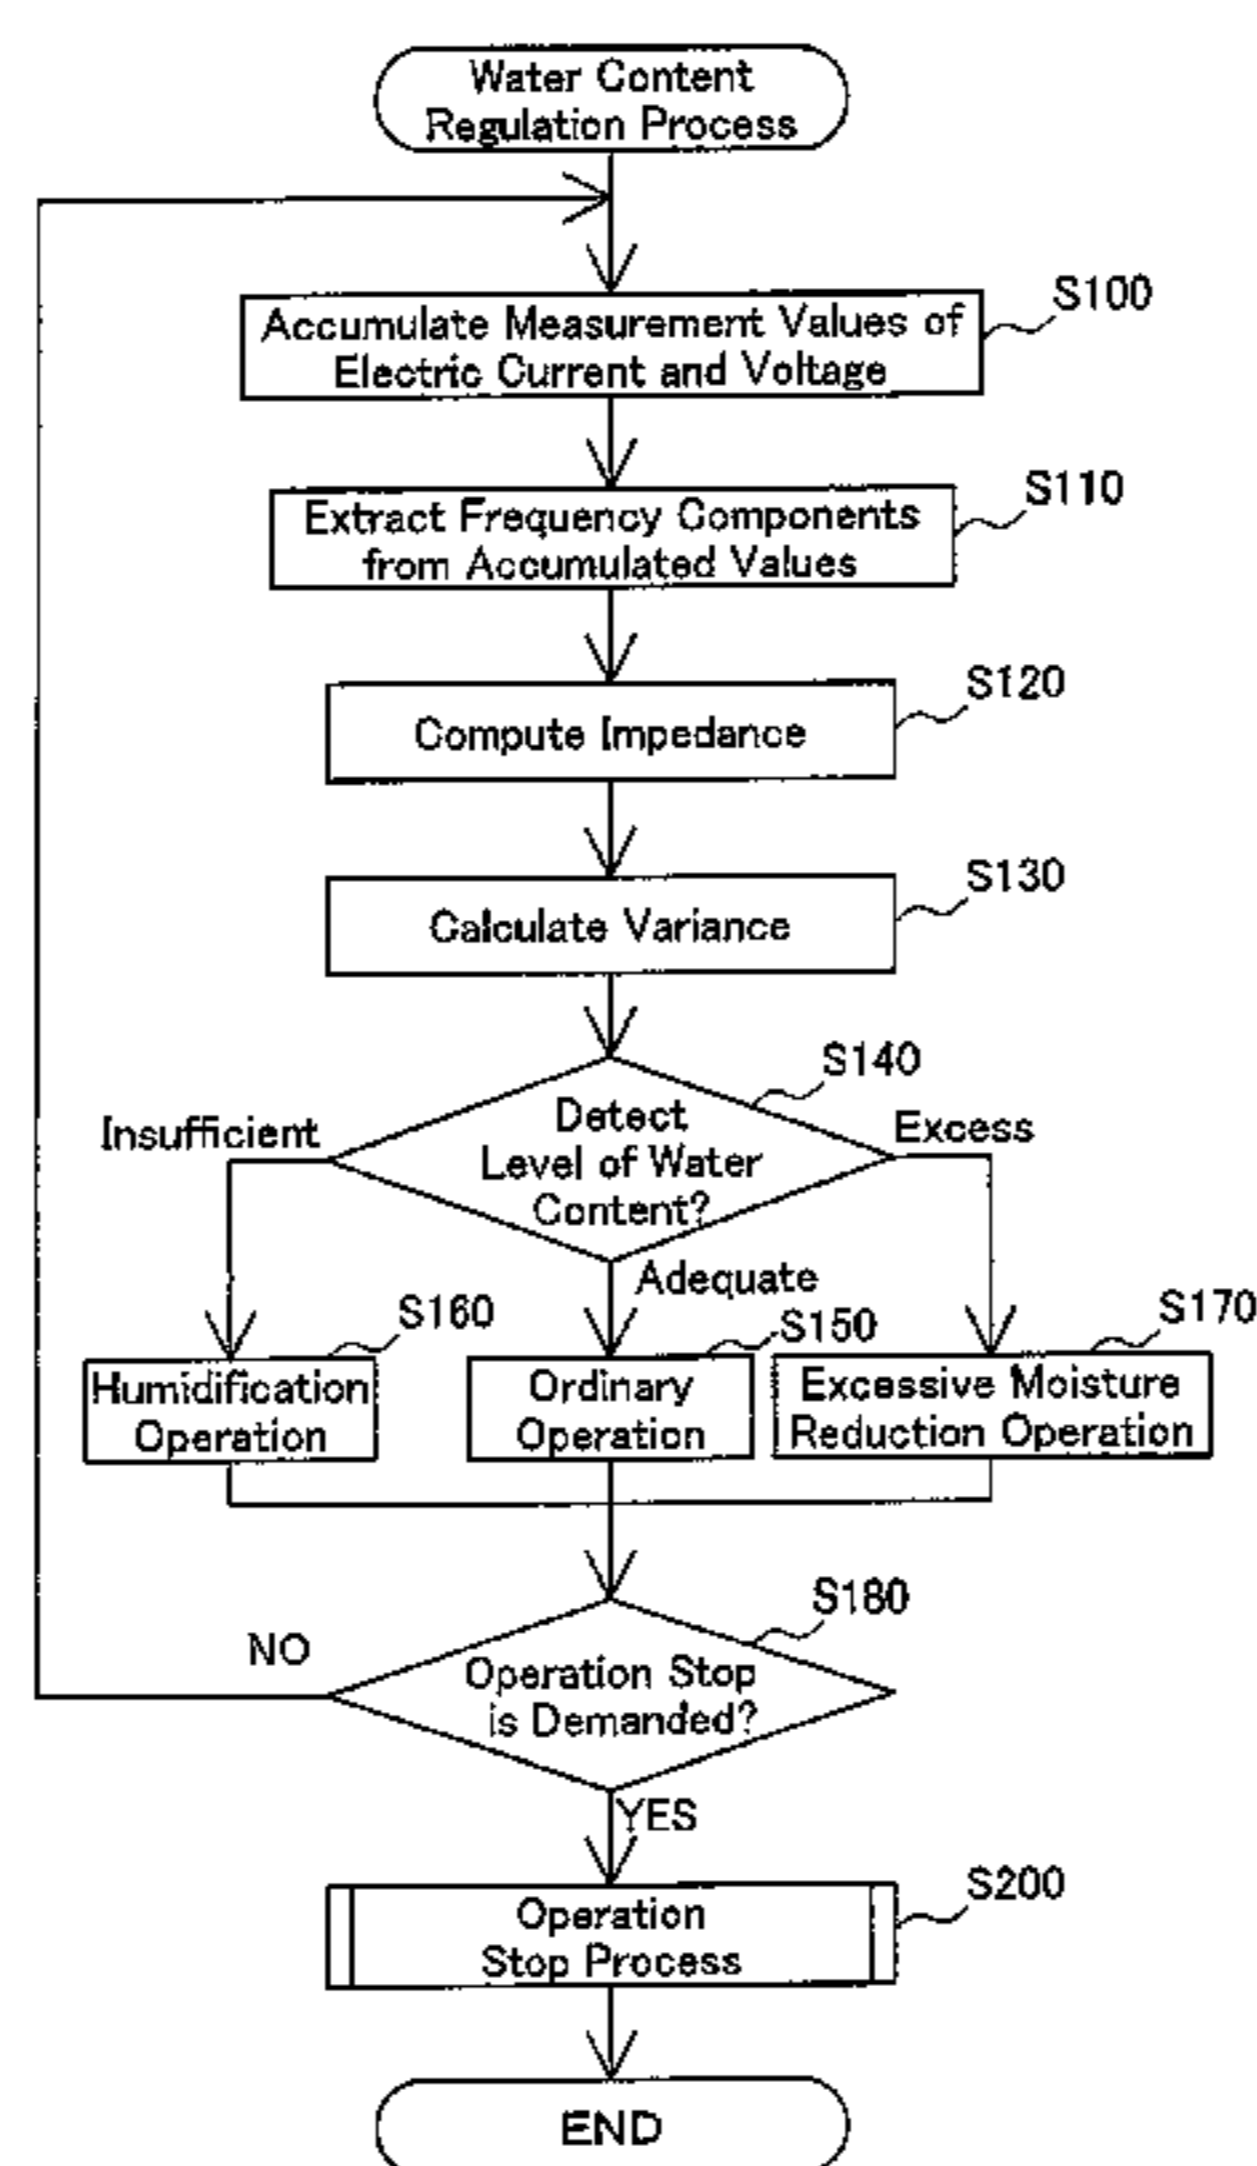 Water Content
Regulation Process
S100
Accumulate Measurement Values of
Electric Current and Voltage
S110
Extract Frequency Components
from Accumulated Values
S120
Compute Impedance
S130
Calculate Variance
S140
Detect
Level of Water
Content?
Insufficient
Excess
Adequate
S160
Humidification
Operation
S150
Ordinary
Operation
S170
Excessive Moisture
Reduction Operation
S180
Operation Stop
is Demanded?
NO
YES
S200
Operation
Stop Process
END